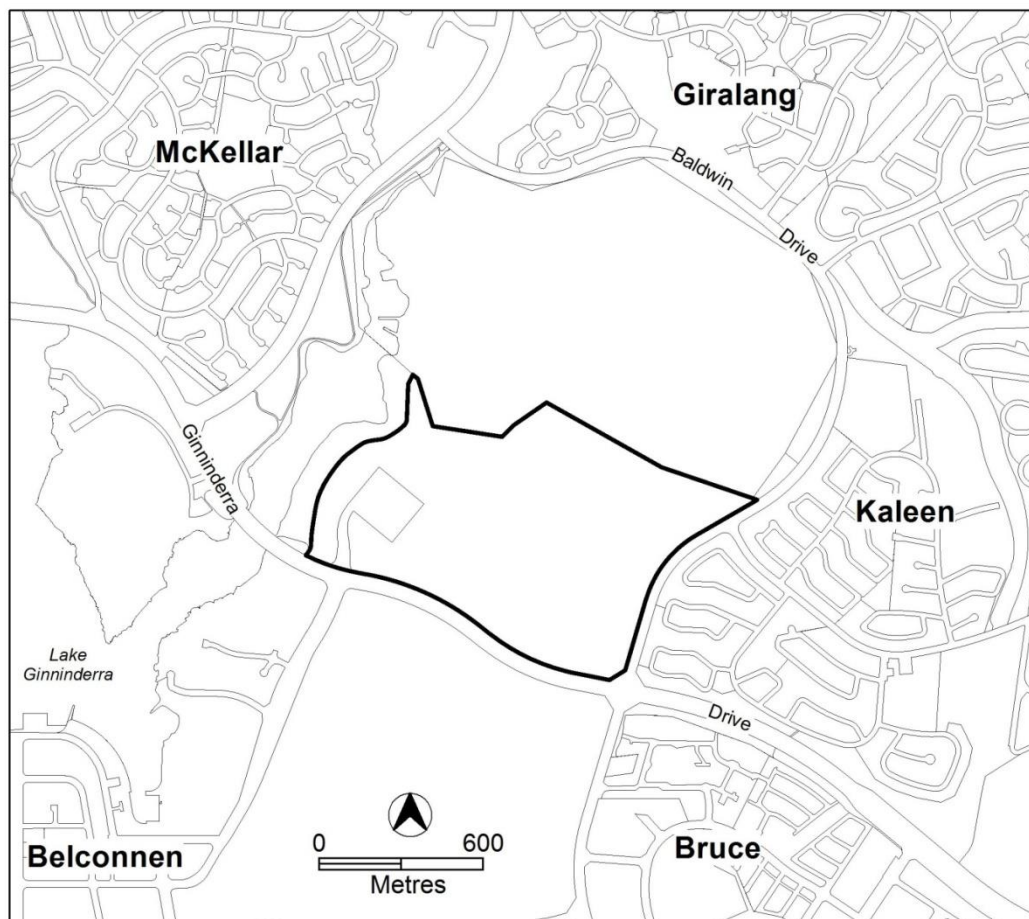 Giralang
McKellar
Baldwin
Drive
Ginninderra
Kaleen
Lake
Ginninderra
Drive
0 600
Metres
Belconnen
Bruce